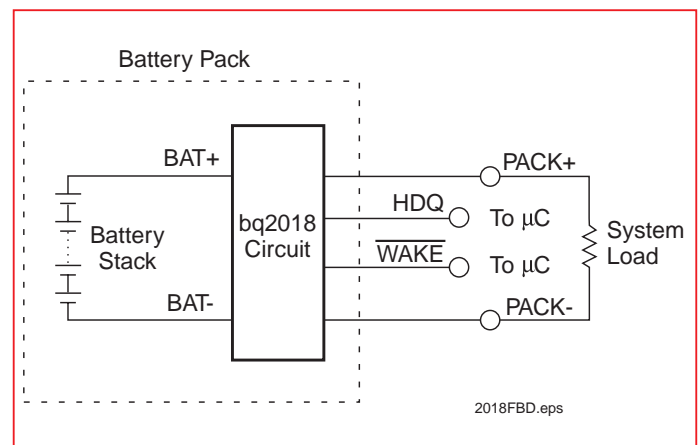 Battery Pack
BAT+
PACK+
HDQ
To μC
bq2018
Circuit
Battery
Stack
System
Load
WAKE
To μC
BAT-
PACK-
2018FBD.eps